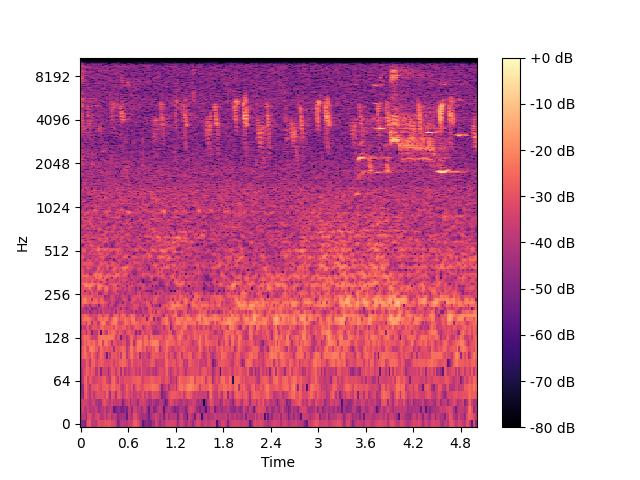 8192
4096
2048
1024
512
256
128
64
0
Hz
0 0.6 1.2 1.8 2.4 3 3.6 4.2 4.8
Time
+0 dB
-10 dB
-20 dB
-30 dB
-40 dB
-50 dB
-60 dB
-70 dB
-80 dB